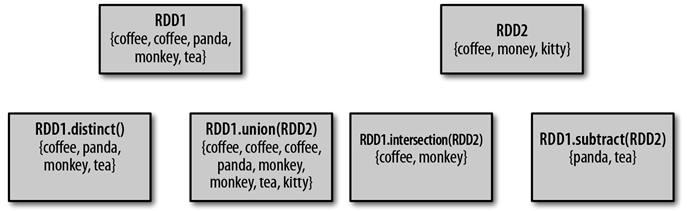 RDD1
{coffee, coffee, panda,
monkey, tea}
RDD2
{coffee, money, kitty}
RDD1.distinct()
{coffee, panda,
monkey, tea}
RDD1.union(RDD2)
{coffee, coffee, coffee,
panda, monkey,
monkey, tea, kitty}
RDD1.intersection(RDD2)
{coffee, monkey}
RDD1.subtract(RDD2)
{panda, tea}